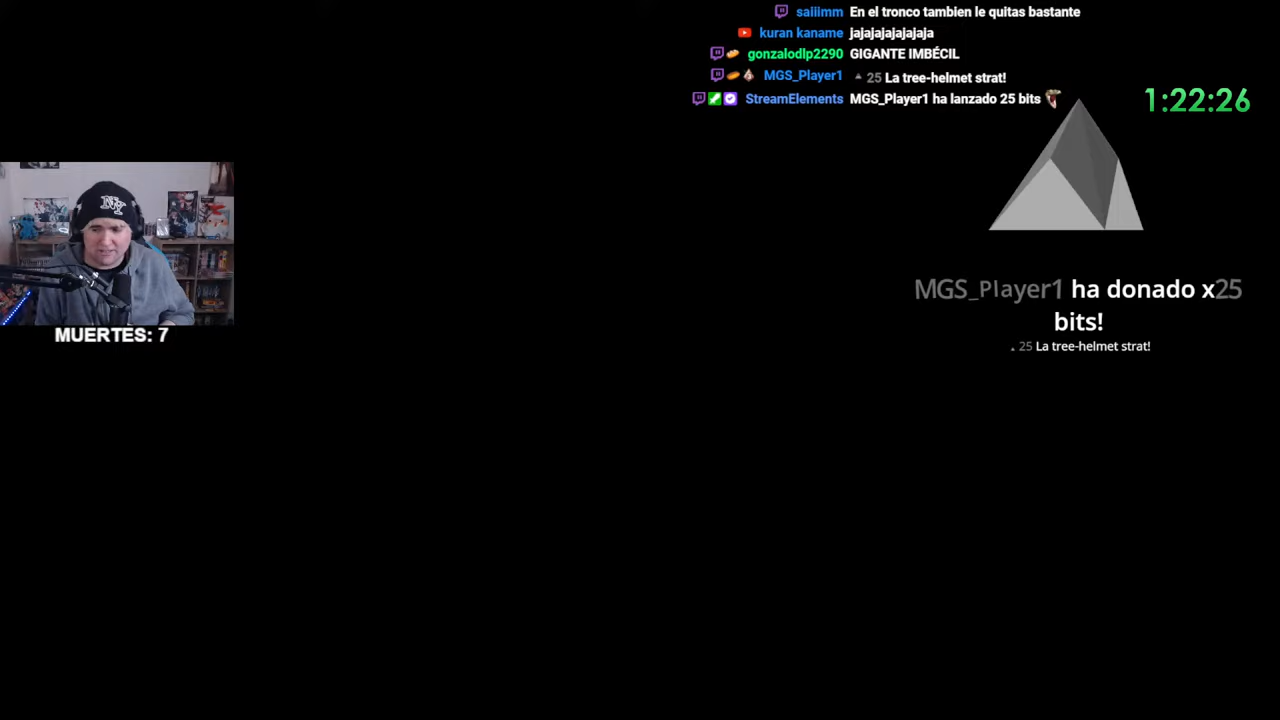 saiiimm En el tronco tambien le quitas bastante
kuran kaname jajajajajajaja
gonzalodlp2290 GIGANTE IMBÉCIL
MGS_Player1 25 La tree-helmet strat!
StreamElements MGS_Player1 ha lanzado 25 bits
1:22:26
NY
MUERTES: 7
MGS_Player1 ha donado x25
bits!
25 La tree-helmet strat!